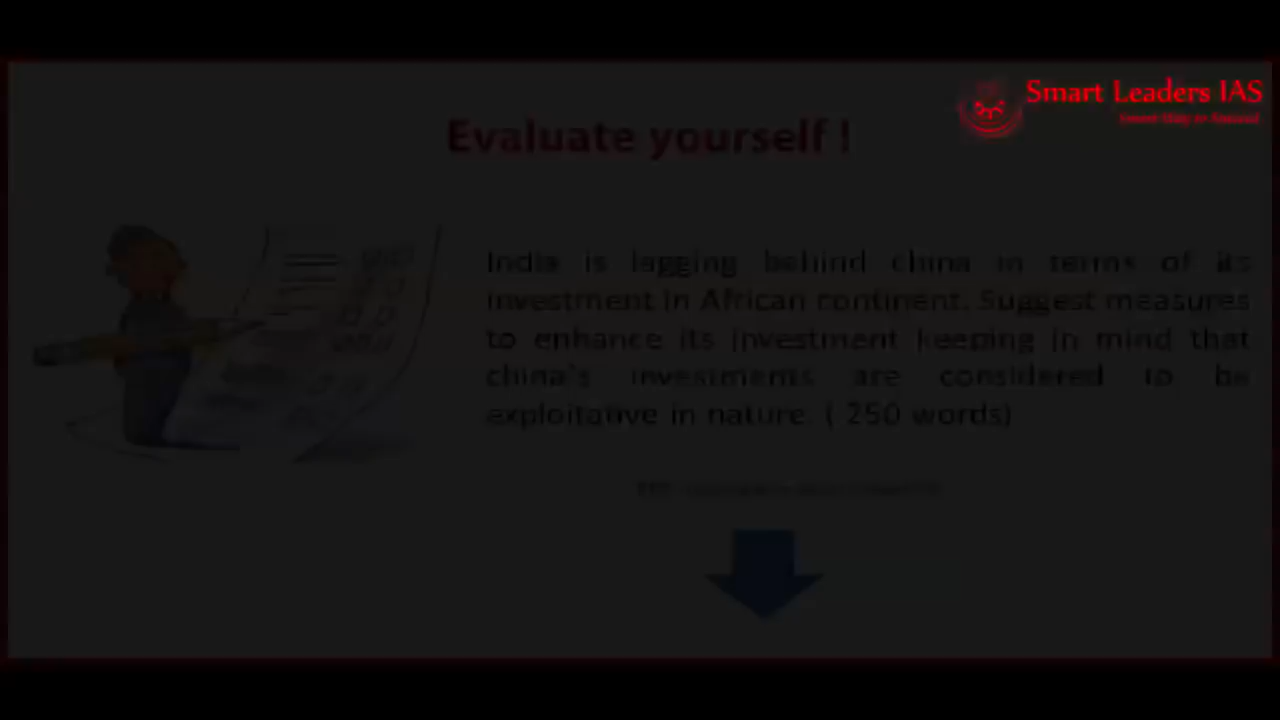 Smart Leaders IAS
Evaluate yourself !
India is lagging behind china in terms of its
investment in African continent. Suggest measures
to enhance its investment keeping in mind that
china's investments are considered to be
exploitative in nature. ( 250 words)